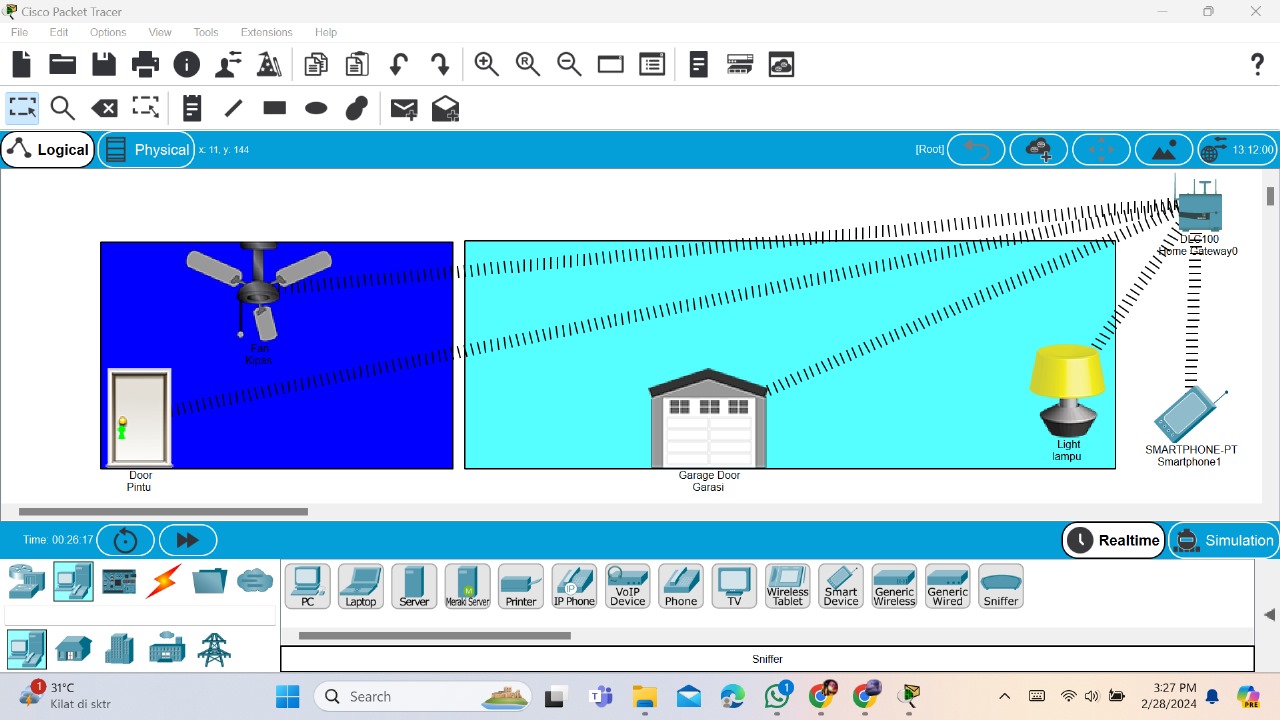 Cisco Packet Tracer
File Edit Options View Tools Extensions Help
Logical Physical x: 11, y: 144 [Root] 13:12:00
DLC100
Home Gateway0
Fan
Kipas
Door
Pintu
Garage Door
Garasi
Light
lampu
SMARTPHONE-PT
Smartphone1
Time: 00:26:17 Realtime Simulation
PC Laptop Server Meraki Server Printer IP Phone VoIP Device Phone TV Wireless Tablet Smart Device Generic Wireless Generic Wired Sniffer
Sniffer
1 31°C
Kilat di sktr
Search
1
3:27 PM
2/28/2024
PRE